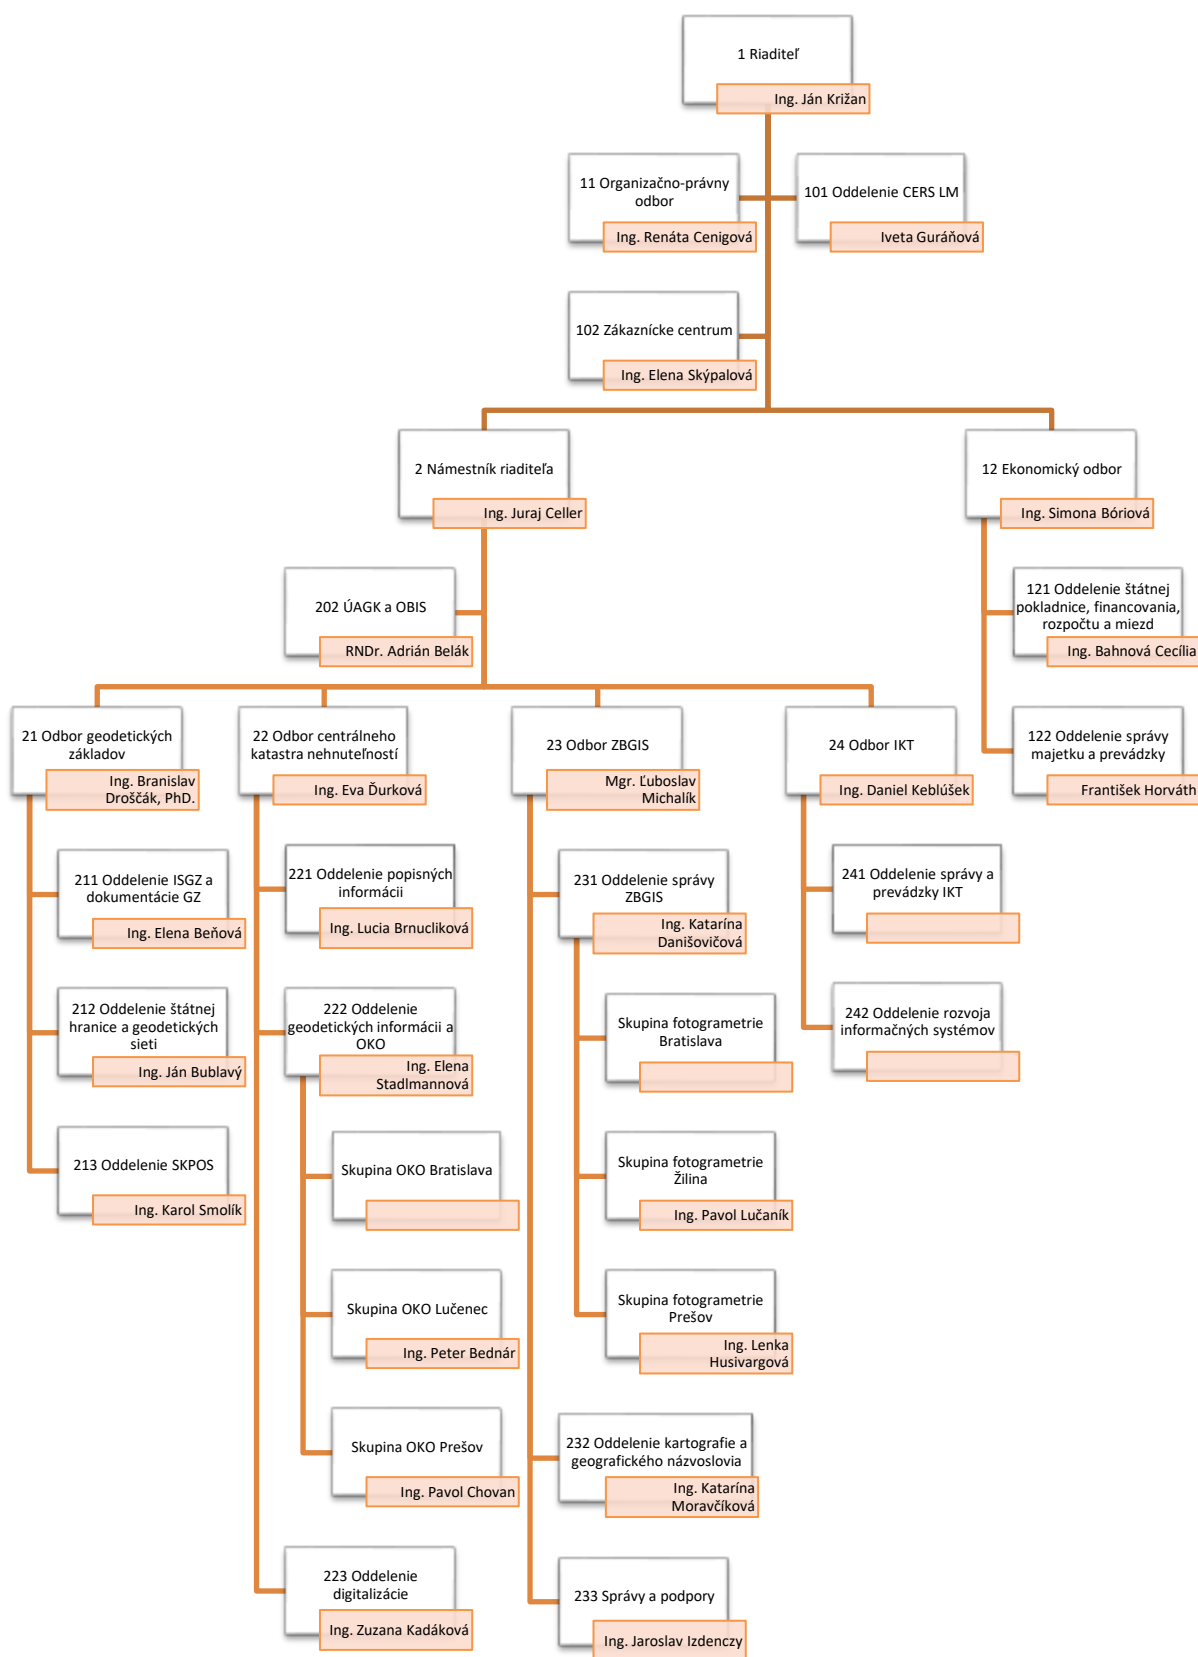 1 Riaditeľ
Ing. Ján Križan
11 Organizačno-právny
odbor
Ing. Renáta Cenigová
101 Oddelenie CERS LM
Iveta Guráňová
102 Zákaznícke centrum
Ing. Elena Skýpalová
2 Námestník riaditeľa
Ing. Juraj Celler
12 Ekonomický odbor
Ing. Simona Bóriová
202 ÚAGK a OBIS
RNDr. Adrián Belák
121 Oddelenie štátnej
pokladnice, financovania,
rozpočtu a miezd
Ing. Bahnová Cecília
122 Oddelenie správy
majetku a prevádzky
František Horváth
21 Odbor geodetických
základov
Ing. Branislav
Droščák, PhD.
211 Oddelenie ISGZ a
dokumentácie GZ
Ing. Elena Beňová
212 Oddelenie štátnej
hranice a geodetických
sieti
Ing. Ján Bublavý
213 Oddelenie SKPOS
Ing. Karol Smolík
22 Odbor centrálneho
katastra nehnuteľností
Ing. Eva Ďurková
221 Oddelenie popisných
informácii
Ing. Lucia Brnucliková
222 Oddelenie
geodetických informácii a
OKO
Ing. Elena
Stadlmannová
Skupina OKO Bratislava
Skupina OKO Lučenec
Ing. Peter Bednár
Skupina OKO Prešov
Ing. Pavol Chovan
223 Oddelenie
digitalizácie
Ing. Zuzana Kadáková
23 Odbor ZBGIS
Mgr. Ľuboslav
Michalík
231 Oddelenie správy
ZBGIS
Ing. Katarína
Danišovičová
Skupina fotogrametrie
Bratislava
Skupina fotogrametrie
Žilina
Ing. Pavol Lučaník
Skupina fotogrametrie
Prešov
Ing. Lenka
Husivargová
232 Oddelenie kartografie a
geografického názvoslovia
Ing. Katarína
Moravčíková
233 Správy a podpory
Ing. Jaroslav Izdenczy
24 Odbor IKT
Ing. Daniel Keblúšek
241 Oddelenie správy a
prevádzky IKT
242 Oddelenie rozvoja
informačných systémov